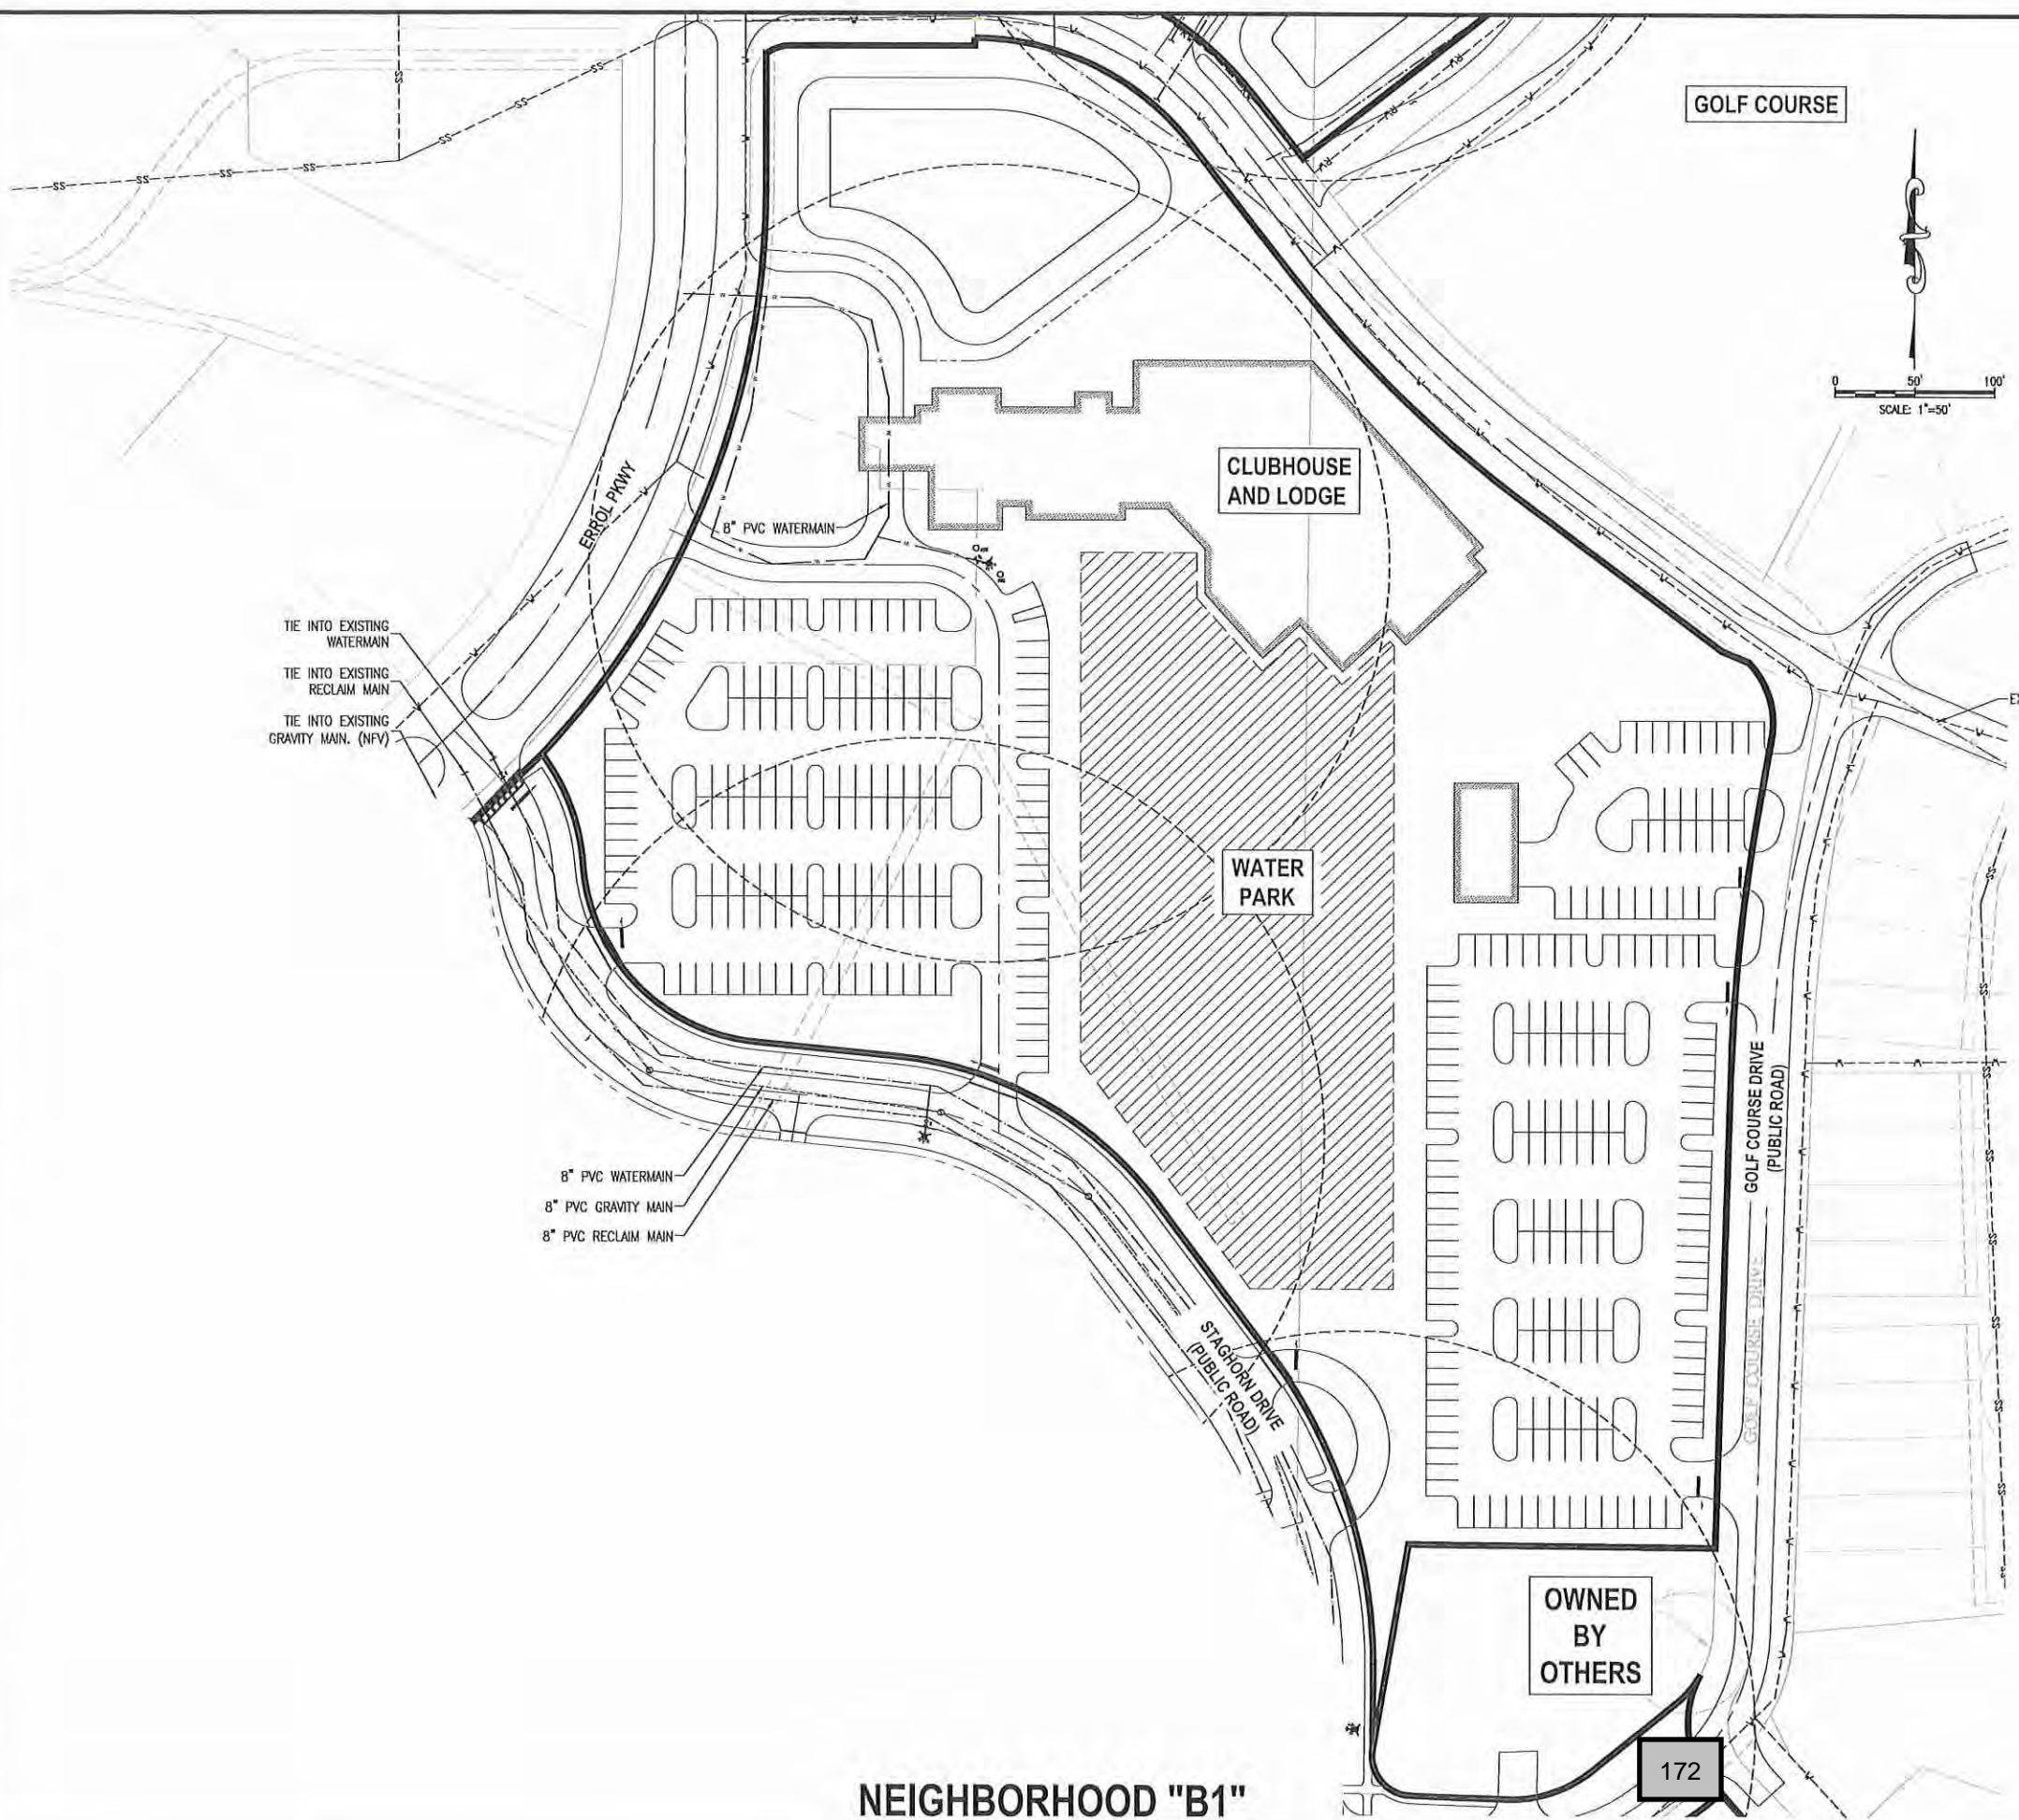 GOLF COURSE
0 50' 100'
SCALE: 1"=50'
CLUBHOUSE
AND LODGE
ERROL PKWY
8" PVC WATERMAIN
TIE INTO EXISTING
WATERMAIN
TIE INTO EXISTING
RECLAIM MAIN
TIE INTO EXISTING
GRAVITY MAIN. (NFV)
WATER
PARK
GOLF COURSE DRIVE
(PUBLIC ROAD)
GOLF COURSE DRIVE
8" PVC WATERMAIN
8" PVC GRAVITY MAIN
8" PVC RECLAIM MAIN
STAGHORN DRIVE
(PUBLIC ROAD)
OWNED
BY
OTHERS
172
NEIGHBORHOOD "B1"